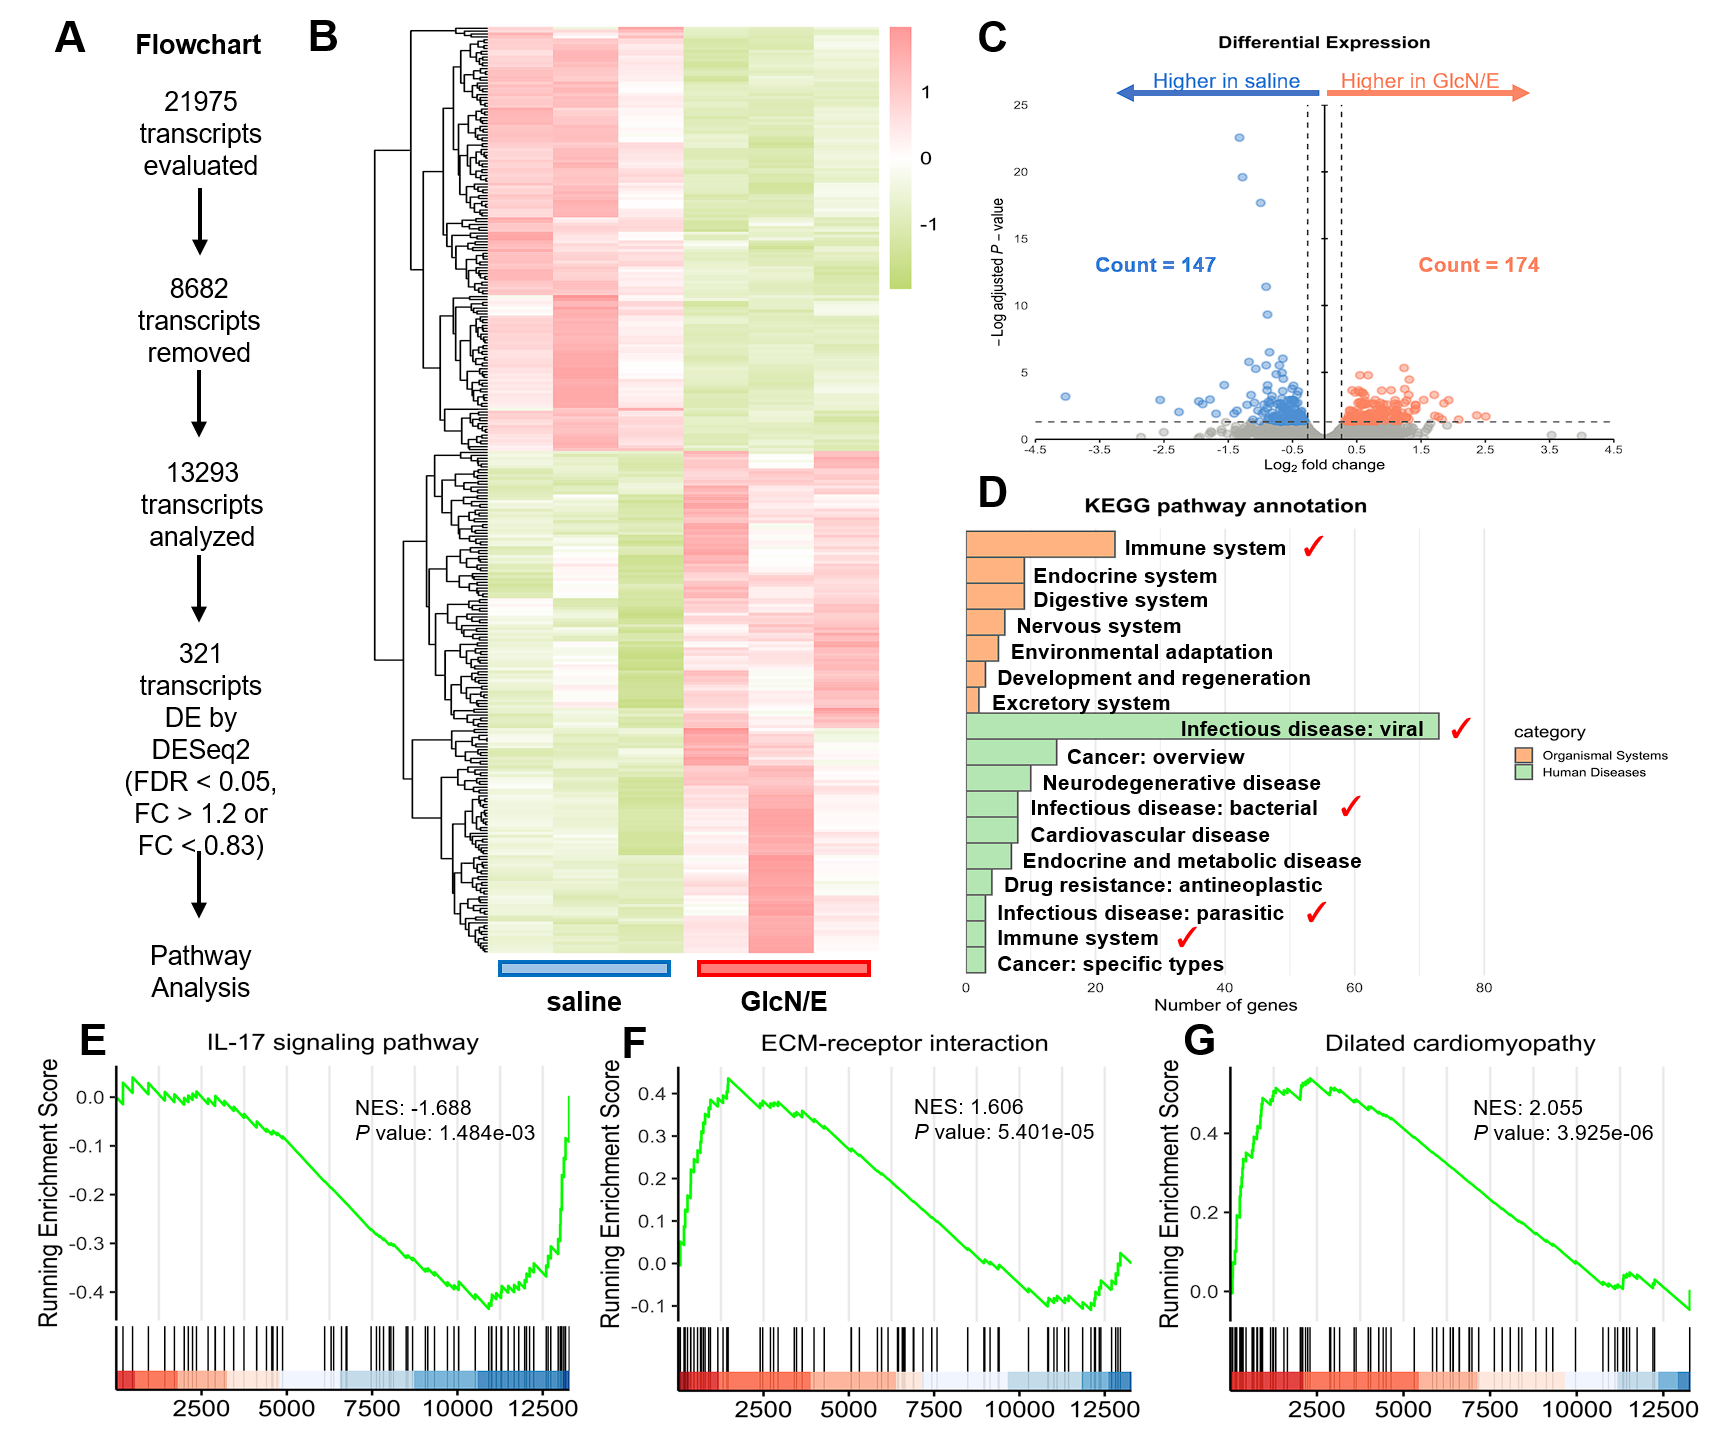 A
Flowchart
21975
transcripts
evaluated
8682
transcripts
removed
13293
transcripts
analyzed
321
transcripts
DE by
DESeq2
(FDR < 0.05,
FC > 1.2 or
FC < 0.83)
Pathway
Analysis
B
1
0
-1
saline
GlcN/E
C
Differential Expression
Higher in saline
Higher in GlcN/E
Count = 147
Count = 174
25
20
15
10
5
0
-4.5
-3.5
-2.5
-1.5
-0.5
0.5
1.5
2.5
3.5
4.5
– Log adjusted P – value
Log2 fold change
D
KEGG pathway annotation
Immune system ✓
Endocrine system
Digestive system
Nervous system
Environmental adaptation
Development and regeneration
Excretory system
Infectious disease: viral ✓
Cancer: overview
Neurodegenerative disease
Infectious disease: bacterial ✓
Cardiovascular disease
Endocrine and metabolic disease
Drug resistance: antineoplastic
Infectious disease: parasitic ✓
Immune system ✓
Cancer: specific types
0
20
40
60
80
Number of genes
category
Organismal Systems
Human Diseases
E
IL-17 signaling pathway
NES: -1.688
P value: 1.484e-03
Running Enrichment Score
0.0
-0.1
-0.2
-0.3
-0.4
2500
5000
7500
10000
12500
F
ECM-receptor interaction
NES: 1.606
P value: 5.401e-05
Running Enrichment Score
0.4
0.3
0.2
0.1
0.0
-0.1
2500
5000
7500
10000
12500
G
Dilated cardiomyopathy
NES: 2.055
P value: 3.925e-06
Running Enrichment Score
0.4
0.2
0.0
2500
5000
7500
10000
12500